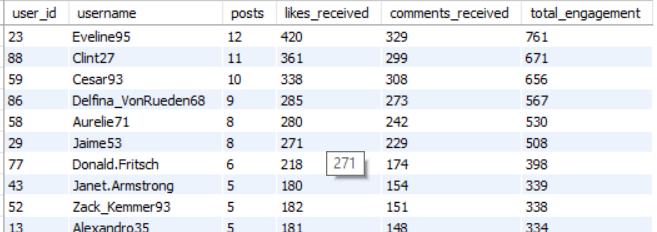 user_id username posts likes_received comments_received total_engagement
23 Eveline95 12 420 329 761
88 Clint27 11 361 299 671
59 Cesar93 10 338 308 656
86 Delfina_VonRueden68 9 285 273 567
58 Aurelie71 8 280 242 530
29 Jaime53 8 271 229 508
77 Donald.Fritsch 6 218 271 174 398
43 Janet.Armstrong 5 180 154 339
52 Zack_Kemmer93 5 182 151 338
13 Alexandro35 5 181 148 334